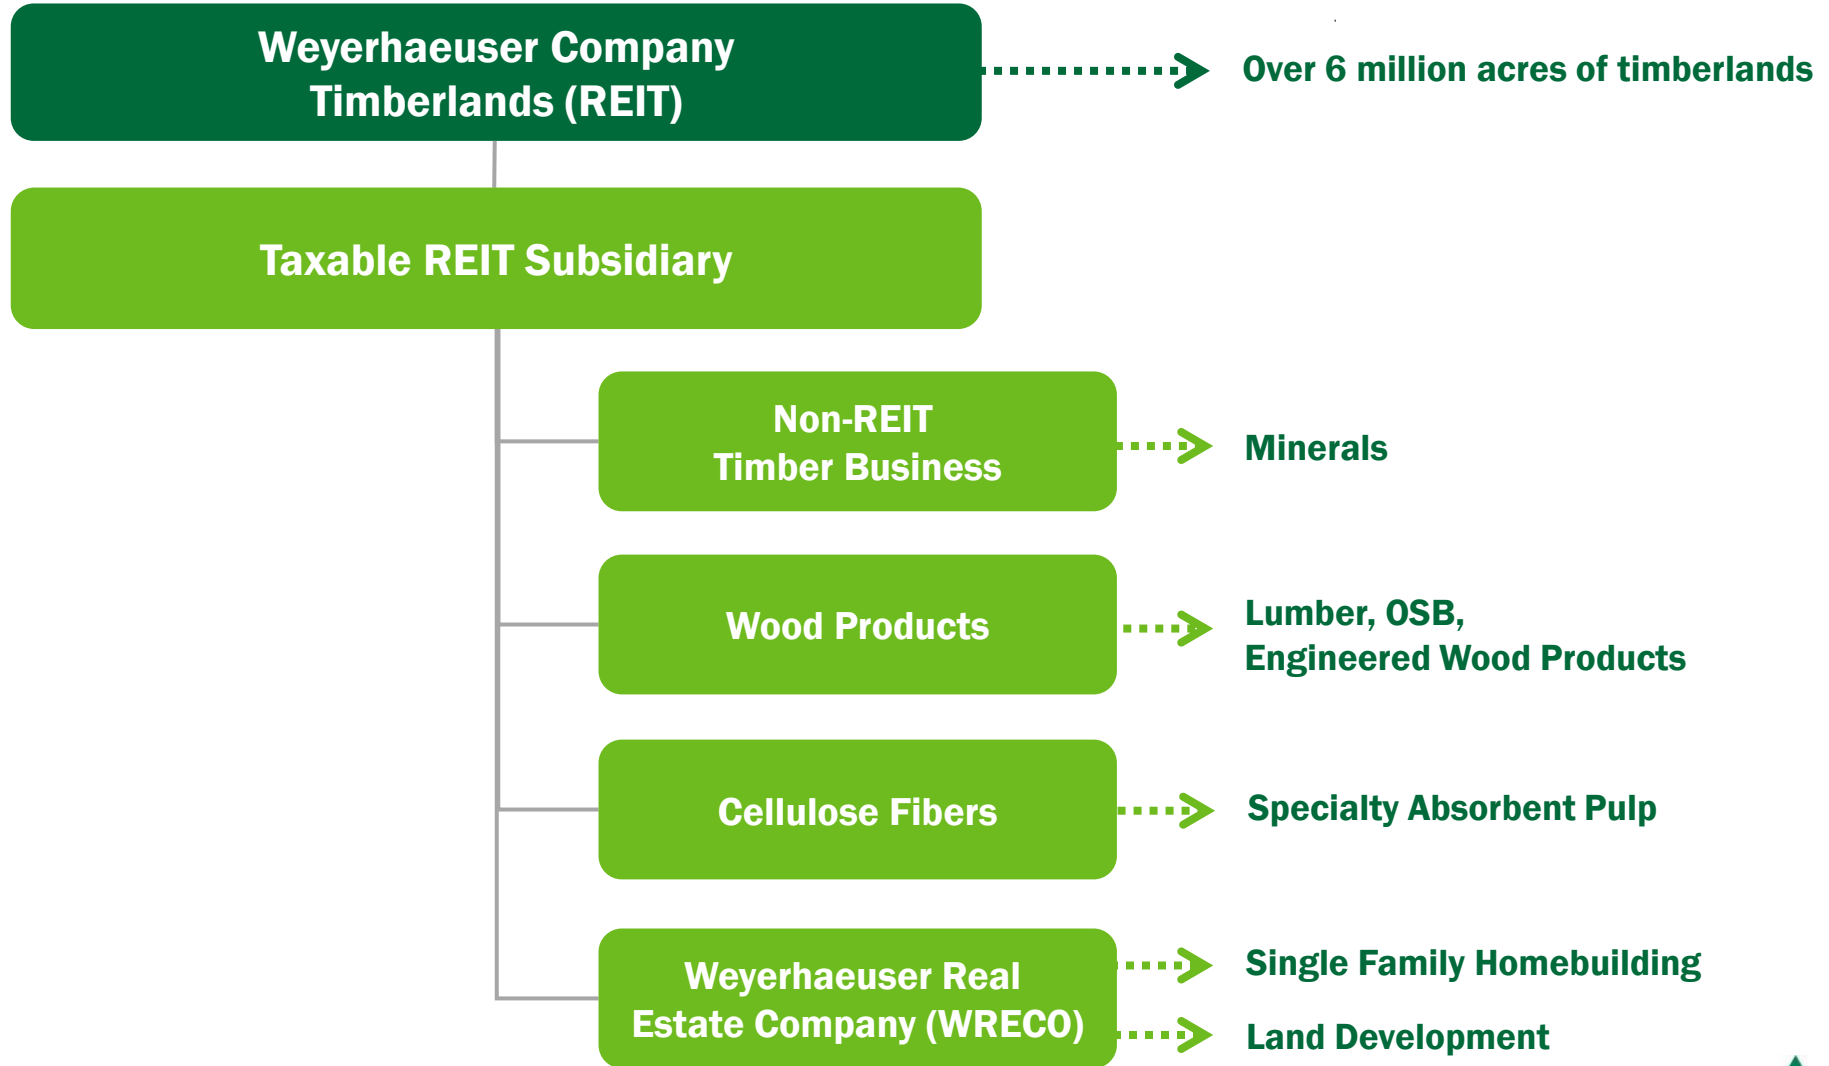 Weyerhaeuser Company
Timberlands (REIT)
Over 6 million acres of timberlands
Taxable REIT Subsidiary
Non-REIT
Timber Business
Minerals
Wood Products
Lumber, OSB,
Engineered Wood Products
Cellulose Fibers
Specialty Absorbent Pulp
Weyerhaeuser Real
Estate Company (WRECO)
Single Family Homebuilding
Land Development